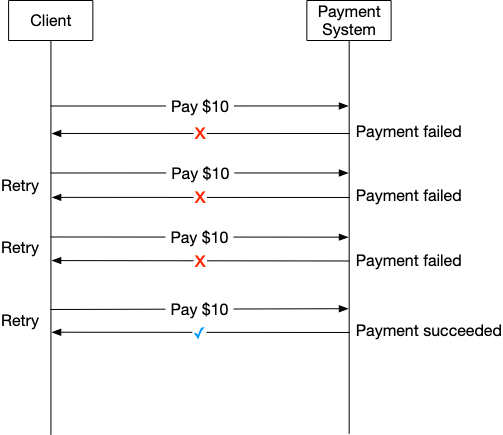 Client
Payment
System
Pay $10
X
Payment failed
Retry
Pay $10
X
Payment failed
Retry
Pay $10
X
Payment failed
Retry
Pay $10
✓
Payment succeeded